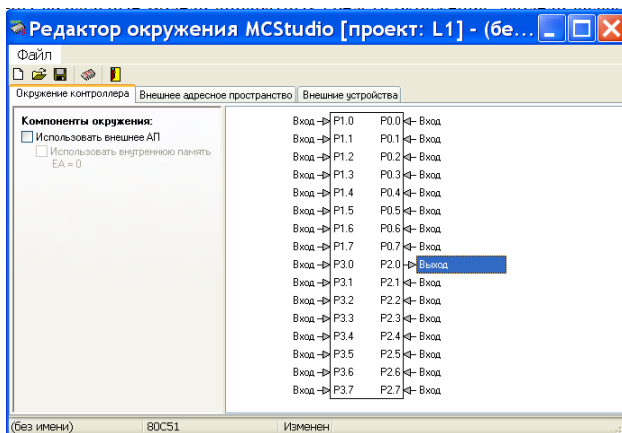 Редактор окружения MCStudio [проект: L1] - (бе...
Файл
Окружение контроллера Внешнее адресное пространство Внешние устройства
Компоненты окружения:
Использовать внешнее АП
Использовать внутреннюю память
EA = 0
Вход P1.0 P0.0 Вход
Вход P1.1 P0.1 Вход
Вход P1.2 P0.2 Вход
Вход P1.3 P0.3 Вход
Вход P1.4 P0.4 Вход
Вход P1.5 P0.5 Вход
Вход P1.6 P0.6 Вход
Вход P1.7 P0.7 Вход
Вход P3.0 P2.0 Выход
Вход P3.1 P2.1 Вход
Вход P3.2 P2.2 Вход
Вход P3.3 P2.3 Вход
Вход P3.4 P2.4 Вход
Вход P3.5 P2.5 Вход
Вход P3.6 P2.6 Вход
Вход P3.7 P2.7 Вход
(без имени) 80C51 Изменен